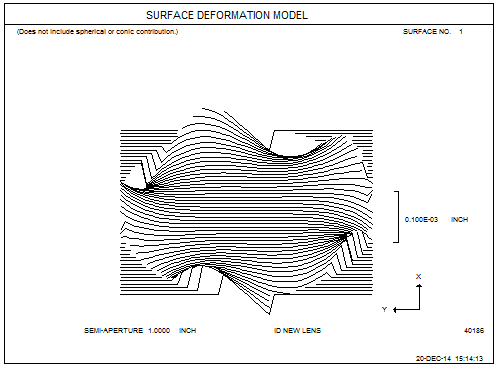 SURFACE DEFORMATION MODEL
(Does not include spherical or conic contribution.) SURFACE NO. 1
0.100E-03 INCH
X
Y
SEMI-APERTURE 1.0000 INCH ID NEW LENS 40186
20-DEC-14 15:14:13